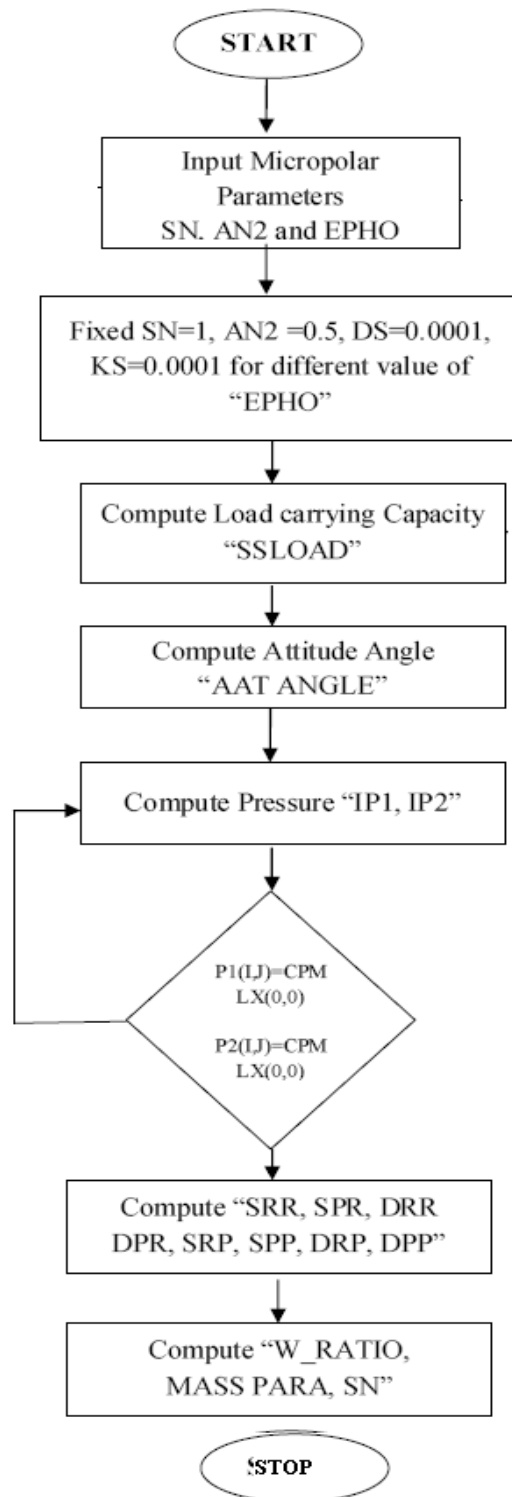 START
Input Micropolar
Parameters
SN. AN2 and EPHO
Fixed SN=1, AN2 =0.5, DS=0.0001,
KS=0.0001 for different value of
“EPHO”
Compute Load carrying Capacity
“SSLOAD”
Compute Attitude Angle
“AAT ANGLE”
Compute Pressure “IP1, IP2”
P1(I,J)=CPM
LX(0,0)
P2(I,J)=CPM
LX(0,0)
Compute “SRR, SPR, DRR
DPR, SRP, SPP, DRP, DPP”
Compute “W_RATIO,
MASS PARA, SN”
STOP